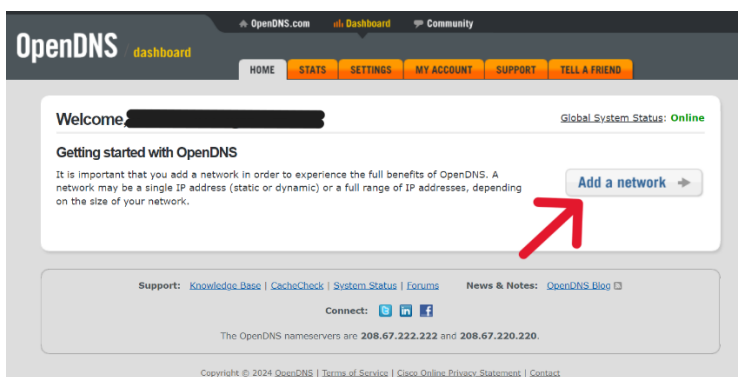 OpenDNS.com Dashboard Community
OpenDNS dashboard
HOME STATS SETTINGS MY ACCOUNT SUPPORT TELL A FRIEND
Welcome,
Global System Status: Online
Getting started with OpenDNS
It is important that you add a network in order to experience the full benefits of OpenDNS. A
network may be a single IP address (static or dynamic) or a full range of IP addresses, depending
on the size of your network.
Add a network
Support: Knowledge Base | CacheCheck | System Status | Forums News & Notes: OpenDNS Blog
Connect:
The OpenDNS nameservers are 208.67.222.222 and 208.67.220.220.
Copyright © 2024 OpenDNS | Terms of Service | Cisco Online Privacy Statement | Contact